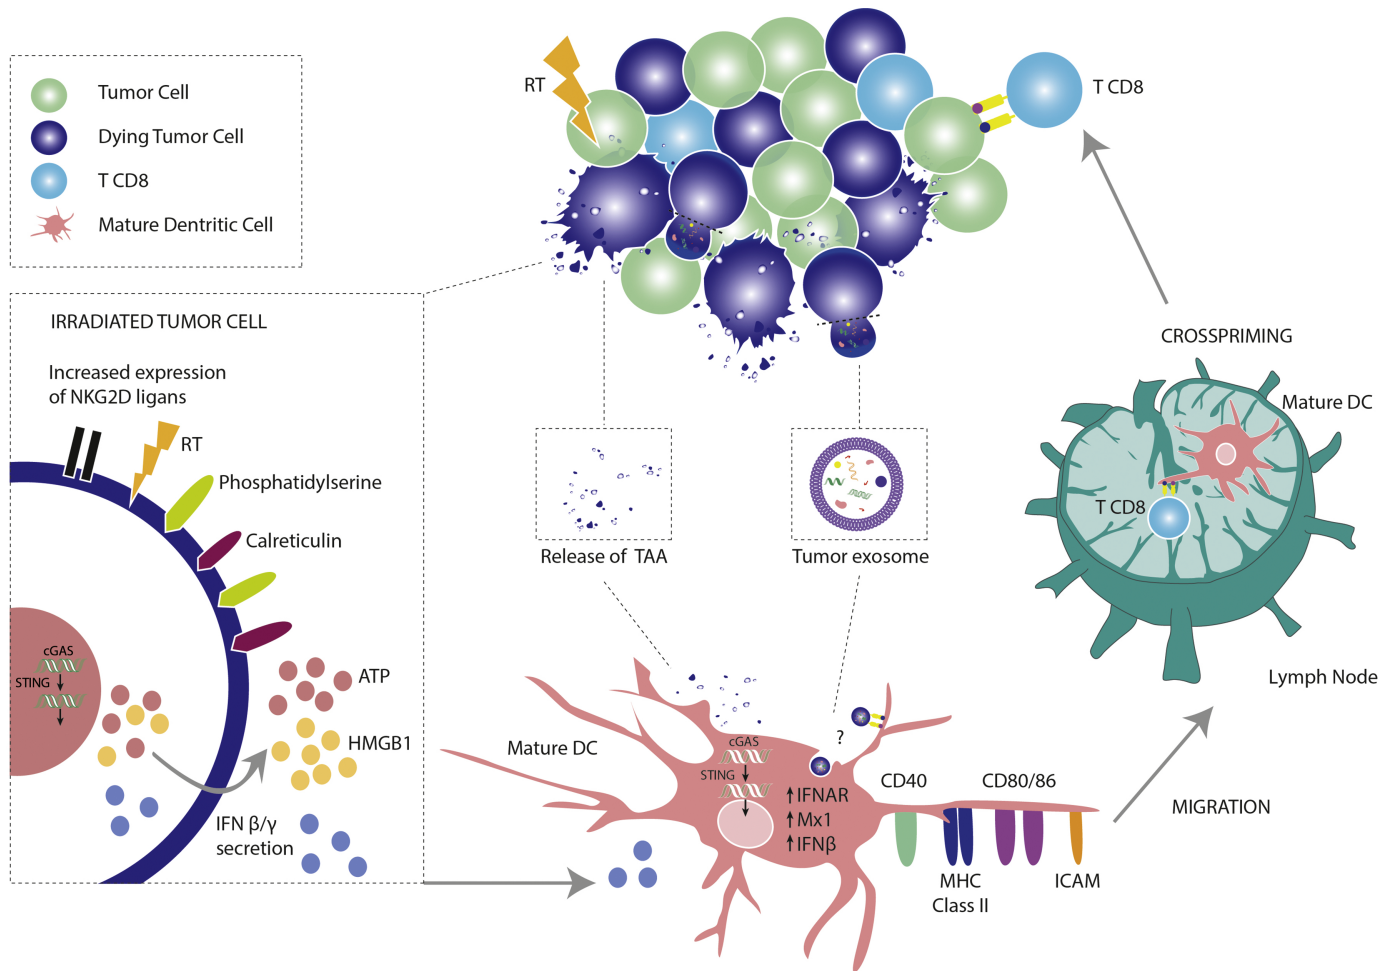 Tumor Cell
Dying Tumor Cell
T CD8
Mature Dentritic Cell
RT
T CD8
IRRADIATED TUMOR CELL
Increased expression
of NKG2D ligans
RT
Phosphatidylserine
Calreticulin
cGAS
STING
ATP
HMGB1
IFN β/γ
secretion
Release of TAA
Tumor exosome
Mature DC
cGAS
STING
?
IFNAR
Mx1
IFNβ
CD40
CD80/86
MHC
Class II
ICAM
MIGRATION
CROSSPRIMING
Mature DC
T CD8
Lymph Node